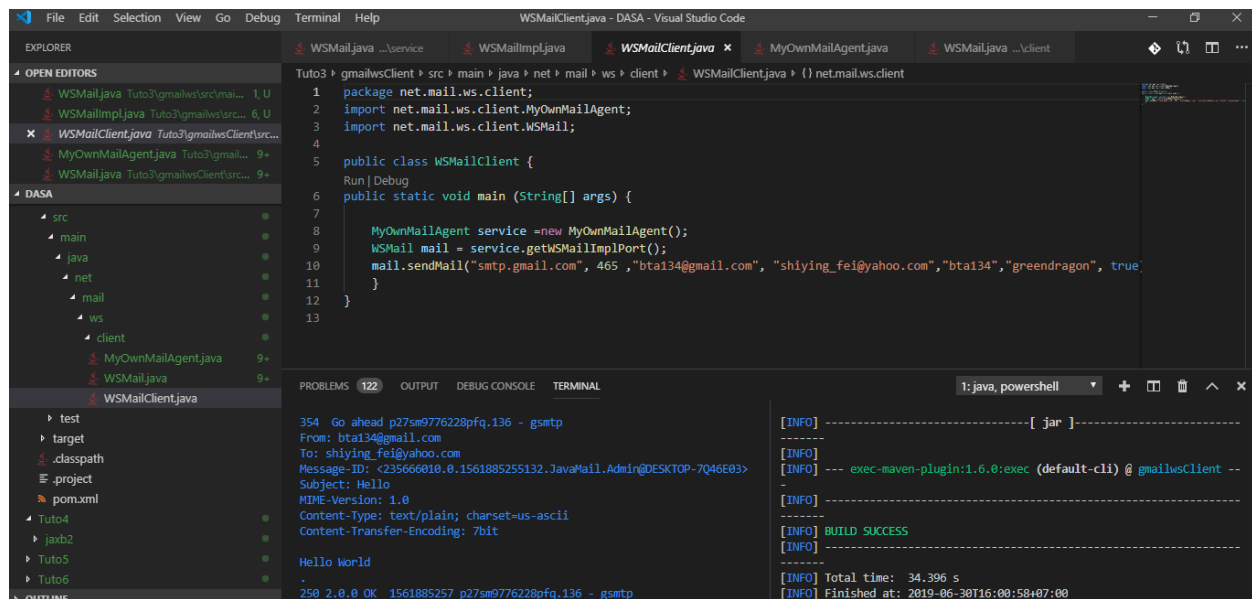 File Edit Selection View Go Debug Terminal Help WSMailClient.java - DASA - Visual Studio Code
EXPLORER
OPEN EDITORS
WSMail.java Tuto3\gmailws\src\mai... 1, U
WSMailImpl.java Tuto3\gmailws\src... 6, U
WSMailClient.java Tuto3\gmailwsClient\src...
MyOwnMailAgent.java Tuto3\gmail... 9+
WSMail.java Tuto3\gmailwsClient\src... 9+
DASA
src
main
java
net
mail
ws
client
MyOwnMailAgent.java 9+
WSMail.java 9+
WSMailClient.java
test
target
.classpath
.project
pom.xml
Tuto4
jaxb2
Tuto5
Tuto6
OUTLINE
WSMail.java ...\service WSMailImpl.java WSMailClient.java MyOwnMailAgent.java WSMail.java ...\client
Tuto3 gmailwsClient src main java net mail ws client WSMailClient.java {} net.mail.ws.client
1 package net.mail.ws.client;
2 import net.mail.ws.client.MyOwnMailAgent;
3 import net.mail.ws.client.WSMail;
4
5 public class WSMailClient {
Run | Debug
6 public static void main (String[] args) {
7
8 MyOwnMailAgent service =new MyOwnMailAgent();
9 WSMail mail = service.getWSMailImplPort();
10 mail.sendMail("smtp.gmail.com", 465 ,"bta134@gmail.com", "shiying_fei@yahoo.com","bta134","greendragon", true
11 }
12 }
13
PROBLEMS 122 OUTPUT DEBUG CONSOLE TERMINAL 1: java, powershell
354 Go ahead p27sm9776228pfq.136 - gsmtp
From: bta134@gmail.com
To: shiying_fei@yahoo.com
Message-ID: <235666010.0.1561885255132.JavaMail.Admin@DESKTOP-7Q46E03>
Subject: Hello
MIME-Version: 1.0
Content-Type: text/plain; charset=us-ascii
Content-Transfer-Encoding: 7bit
Hello World
.
250 2.0.0 OK 1561885257 p27sm9776228pfq.136 - gsmtp
[INFO] --------------------------------[ jar ]-------------------------
-------
[INFO]
[INFO] --- exec-maven-plugin:1.6.0:exec (default-cli) @ gmailwsClient --
-
[INFO] -----------------------------------------------------------------
-------
[INFO] BUILD SUCCESS
[INFO] -----------------------------------------------------------------
-------
[INFO] Total time: 34.396 s
[INFO] Finished at: 2019-06-30T16:00:58+07:00